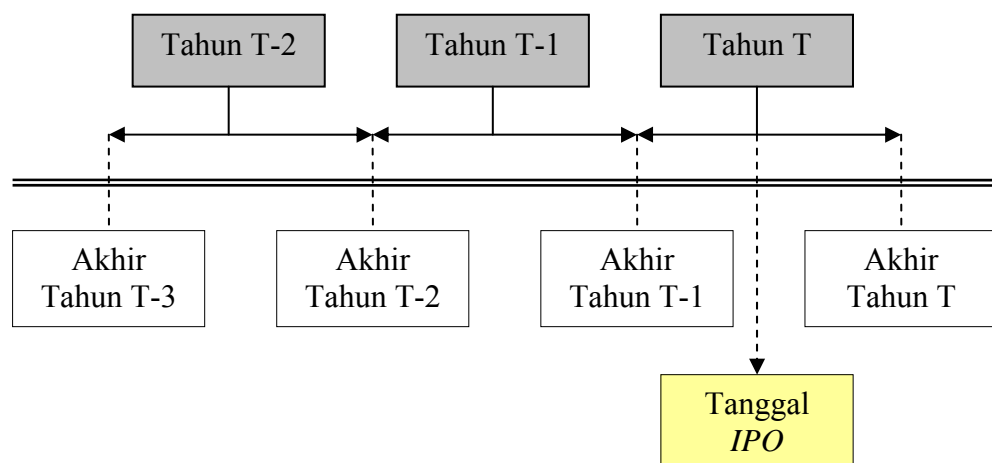 Tahun T-2
Tahun T-1
Tahun T
Akhir
Tahun T-3
Akhir
Tahun T-2
Akhir
Tahun T-1
Akhir
Tahun T
Tanggal
IPO